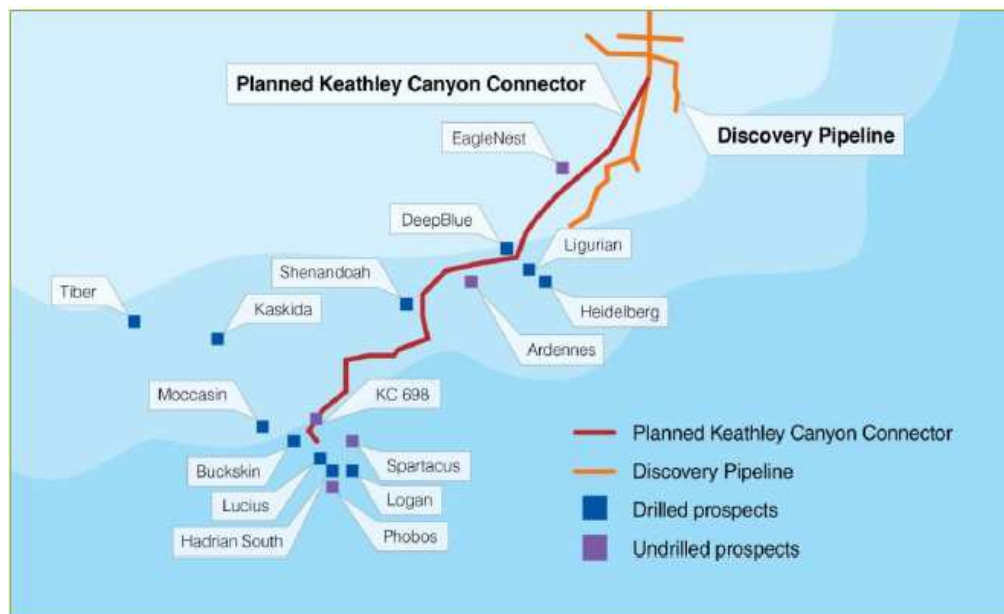 Planned Keathley Canyon Connector
Discovery Pipeline
EagleNest
DeepBlue
Ligurian
Shenandoah
Tiber
Kaskida
Heidelberg
Ardennes
Moccasin
KC 698
Buckskin
Spartacus
Lucius
Logan
Hadrian South
Phobos
Planned Keathley Canyon Connector
Discovery Pipeline
Drilled prospects
Undrilled prospects